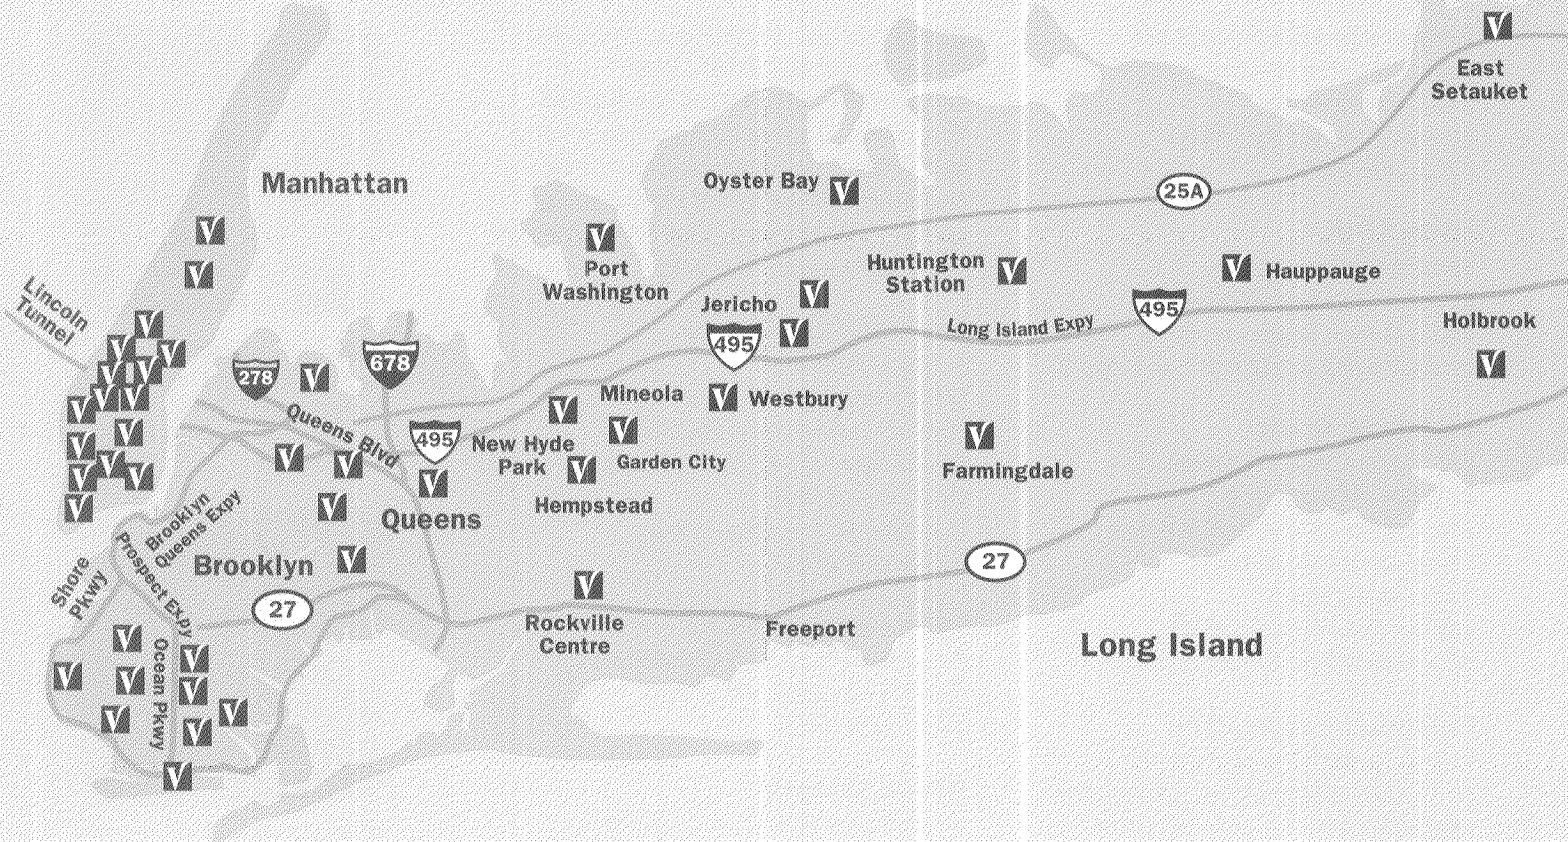 East
Setauket
Manhattan
Oyster Bay
25A
Port
Washington
Huntington
Station
Hauppauge
Jericho
Lincoln
Tunnel
495
Long Island Expy
495
Holbrook
278
678
Mineola
Westbury
Queens Blvd
495
New Hyde
Park
Garden City
Farmingdale
Hempstead
Queens
Brooklyn
Queens Expy
Prospect Expy
Brooklyn
Shore
Pkwy
27
27
Rockville
Centre
Freeport
Long Island
Ocean Pkwy